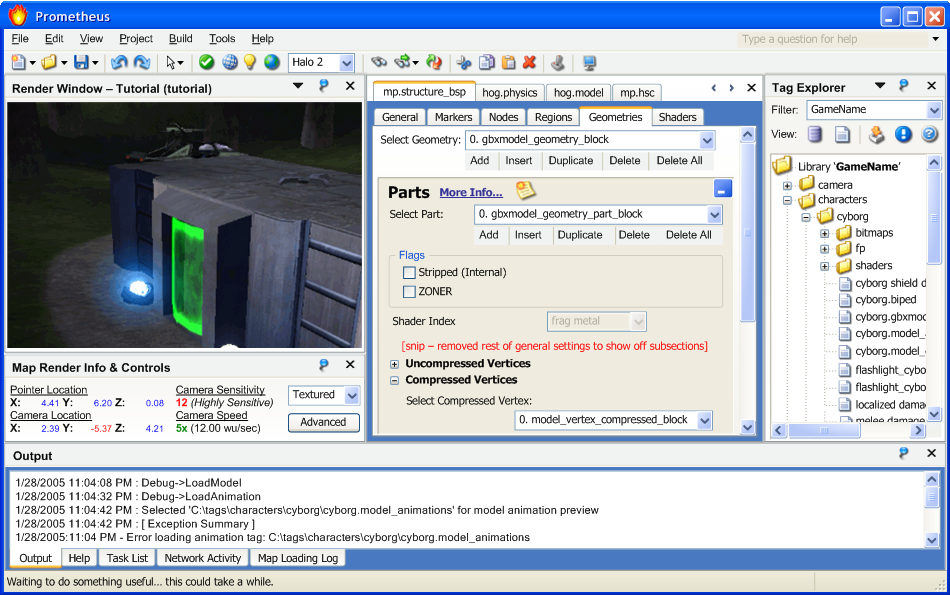 Prometheus
File Edit View Project Build Tools Help
Type a question for help
Halo 2
Render Window – Tutorial (tutorial)
Map Render Info & Controls
Pointer Location
X: 4.41 Y: 6.20 Z: 0.08
Camera Location
X: 2.39 Y: -5.37 Z: 4.21
Camera Sensitivity
12 (Highly Sensitive)
Camera Speed
5x (12.00 wu/sec)
Textured
Advanced
mp.structure_bsp hog.physics hog.model mp.hsc
General Markers Nodes Regions Geometries Shaders
Select Geometry: 0. gbxmodel_geometry_block
Add Insert Duplicate Delete Delete All
Parts More Info...
Select Part: 0. gbxmodel_geometry_part_block
Add Insert Duplicate Delete Delete All
Flags
Stripped (Internal)
ZONER
Shader Index frag metal
[snip – removed rest of general settings to show off subsections]
Uncompressed Vertices
Compressed Vertices
Select Compressed Vertex:
0. model_vertex_compressed_block
Tag Explorer
Filter: GameName
View:
Library ‘GameName’
camera
characters
cyborg
bitmaps
fp
shaders
cyborg shield d
cyborg.biped
cyborg.gbxmo
cyborg.model_
cyborg.model_
flashlight_cybo
flashlight_cybo
localized dama
melee damage
Output
1/28/2005 11:04:08 PM : Debug->LoadModel
1/28/2005 11:04:32 PM : Debug->LoadAnimation
1/28/2005 11:04:42 PM : Selected 'C:\tags\characters\cyborg\cyborg.model_animations' for model animation preview
1/28/2005 11:04:42 PM : [ Exception Summary ]
1/28/2005:11:04 PM - Error loading animation tag: C:\tags\characters\cyborg\cyborg.model_animations
Output Help Task List Network Activity Map Loading Log
Waiting to do something useful... this could take a while.